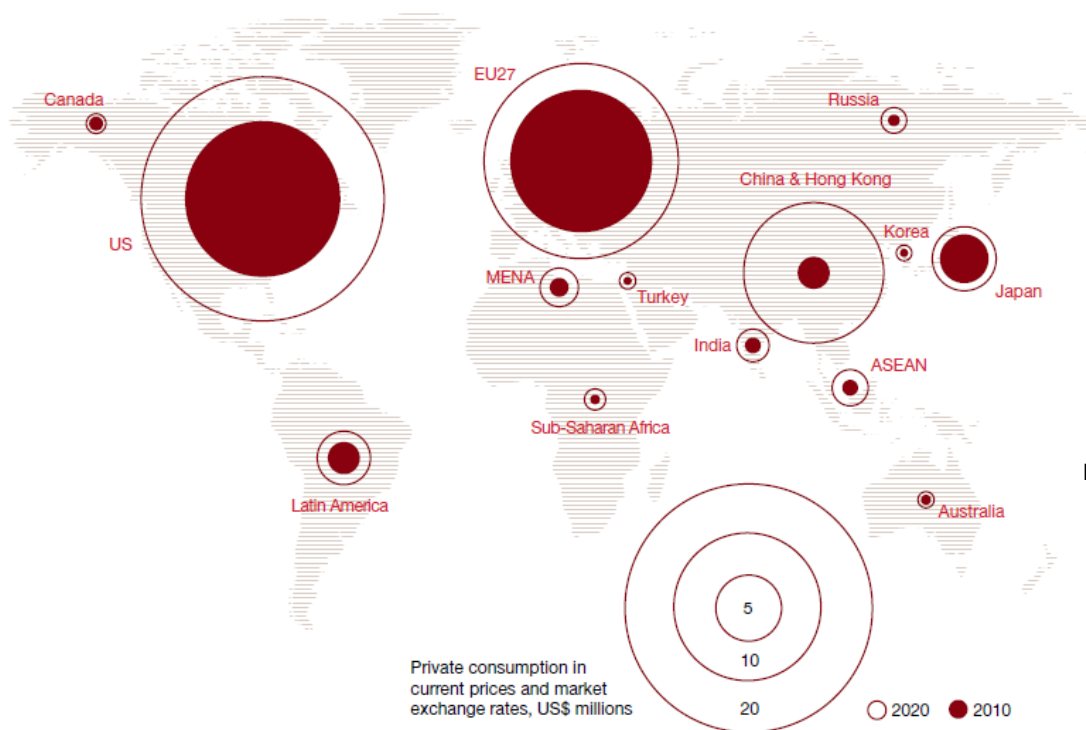 EU27
Canada
Russia
China & Hong Kong
US
Korea
MENA
Turkey
Japan
India
ASEAN
Sub-Saharan Africa
Latin America
Australia
5
10
20
Private consumption in
current prices and market
exchange rates, US$ millions
2020
2010